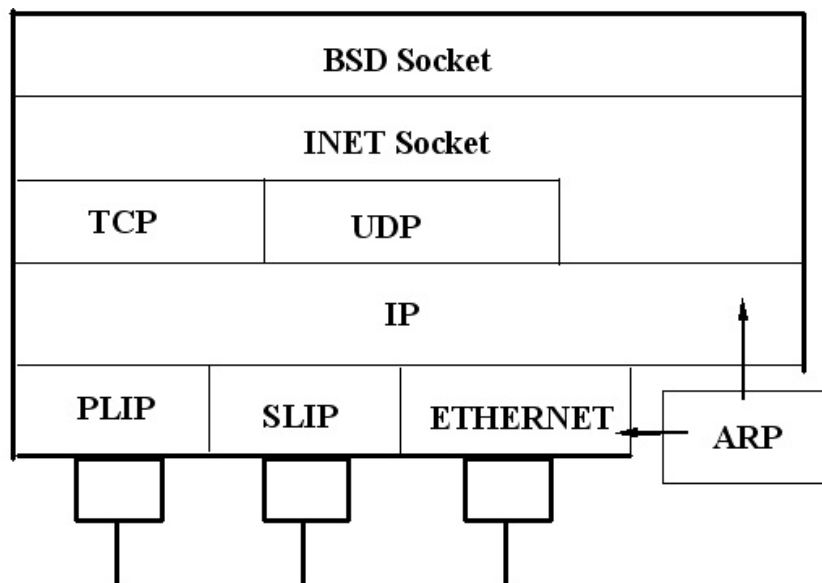 BSD Socket
INET Socket
TCP
UDP
IP
PLIP
SLIP
ETHERNET
ARP